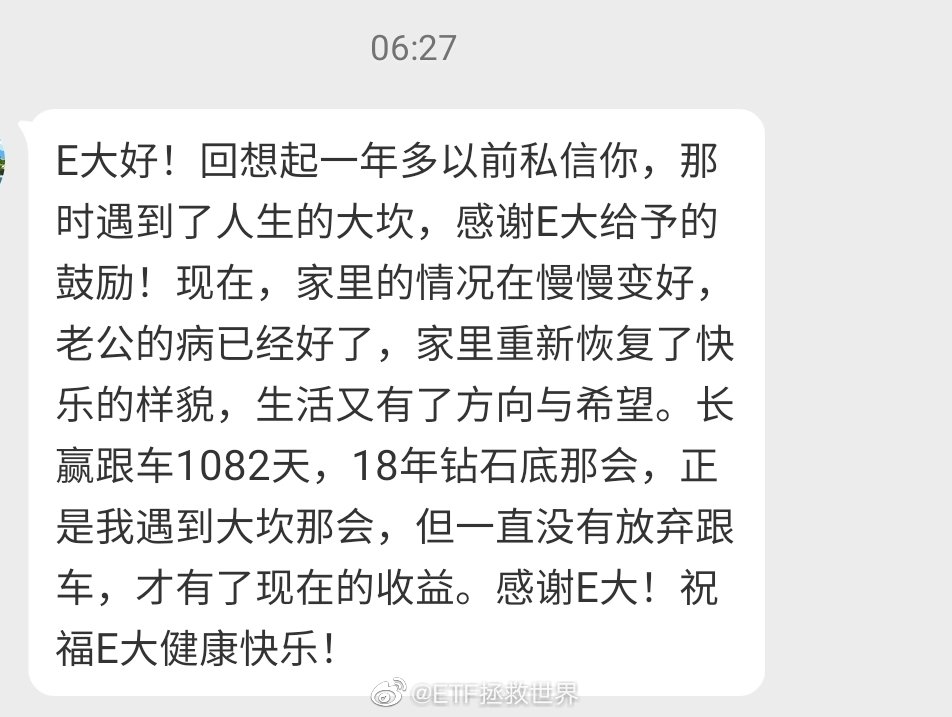 06:27
E大好！回想起一年多以前私信你，那
时遇到了人生的大坎，感谢E大给予的
鼓励！现在，家里的情况在慢慢变好，
老公的病已经好了，家里重新恢复了快
乐的样貌，生活又有了方向与希望。长
赢跟车1082天，18年钻石底那会，正
是我遇到大坎那会，但一直没有放弃跟
车，才有了现在的收益。感谢E大！祝
福E大健康快乐！
@ETF拯救世界